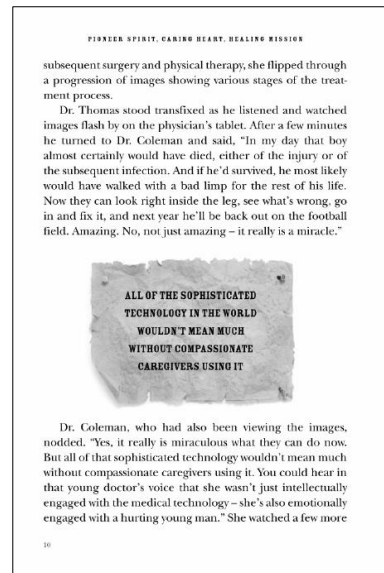 PIONEER SPIRIT, CARING HEART, HEALING MISSION
subsequent surgery and physical therapy, she flipped through
a progression of images showing various stages of the treat-
ment process.
Dr. Thomas stood transfixed as he listened and watched
images flash by on the physician’s tablet. After a few minutes
he turned to Dr. Coleman and said, “In my day that boy
almost certainly would have died, either of the injury or of
the subsequent infection. And if he’d survived, he most likely
would have walked with a bad limp for the rest of his life.
Now they can look right inside the leg, see what’s wrong, go
in and fix it, and next year he’ll be back out on the football
field. Amazing. No, not just amazing – it really is a miracle.”
ALL OF THE SOPHISTICATED
TECHNOLOGY IN THE WORLD
WOULDN’T MEAN MUCH
WITHOUT COMPASSIONATE
CAREGIVERS USING IT
Dr. Coleman, who had also been viewing the images,
nodded. “Yes, it really is miraculous what they can do now.
But all of that sophisticated technology wouldn’t mean much
without compassionate caregivers using it. You could hear in
that young doctor’s voice that she wasn’t just intellectually
engaged with the medical technology – she’s also emotionally
engaged with a hurting young man.” She watched a few more
10